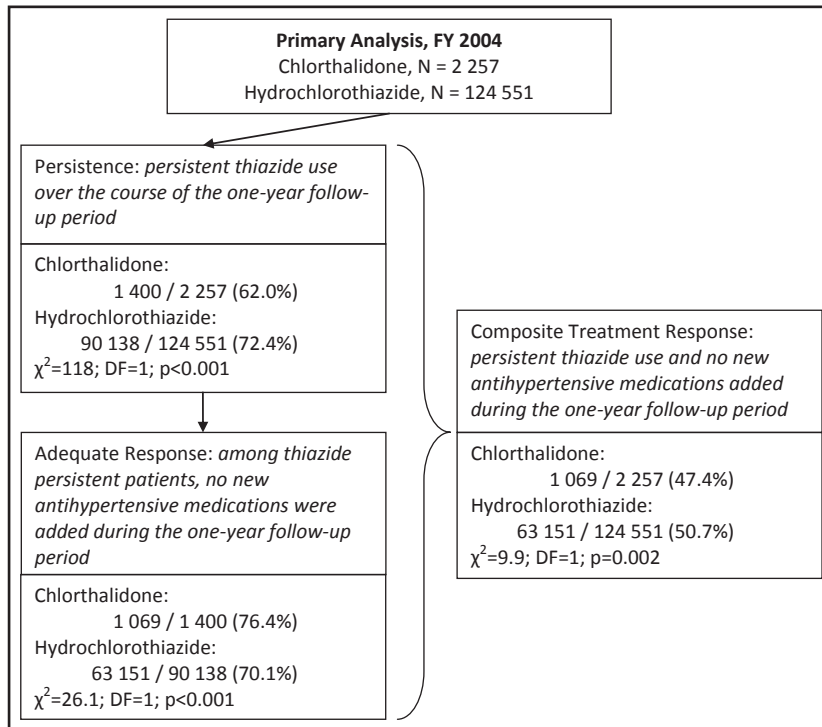 Primary Analysis, FY 2004
Chlorthalidone, N = 2 257
Hydrochlorothiazide, N = 124 551
Persistence: persistent thiazide use
over the course of the one-year follow-
up period
Chlorthalidone:
1 400 / 2 257 (62.0%)
Hydrochlorothiazide:
90 138 / 124 551 (72.4%)
χ²=118; DF=1; p<0.001
Adequate Response: among thiazide
persistent patients, no new
antihypertensive medications were
added during the one-year follow-up
period
Chlorthalidone:
1 069 / 1 400 (76.4%)
Hydrochlorothiazide:
63 151 / 90 138 (70.1%)
χ²=26.1; DF=1; p<0.001
Composite Treatment Response:
persistent thiazide use and no new
antihypertensive medications added
during the one-year follow-up period
Chlorthalidone:
1 069 / 2 257 (47.4%)
Hydrochlorothiazide:
63 151 / 124 551 (50.7%)
χ²=9.9; DF=1; p=0.002